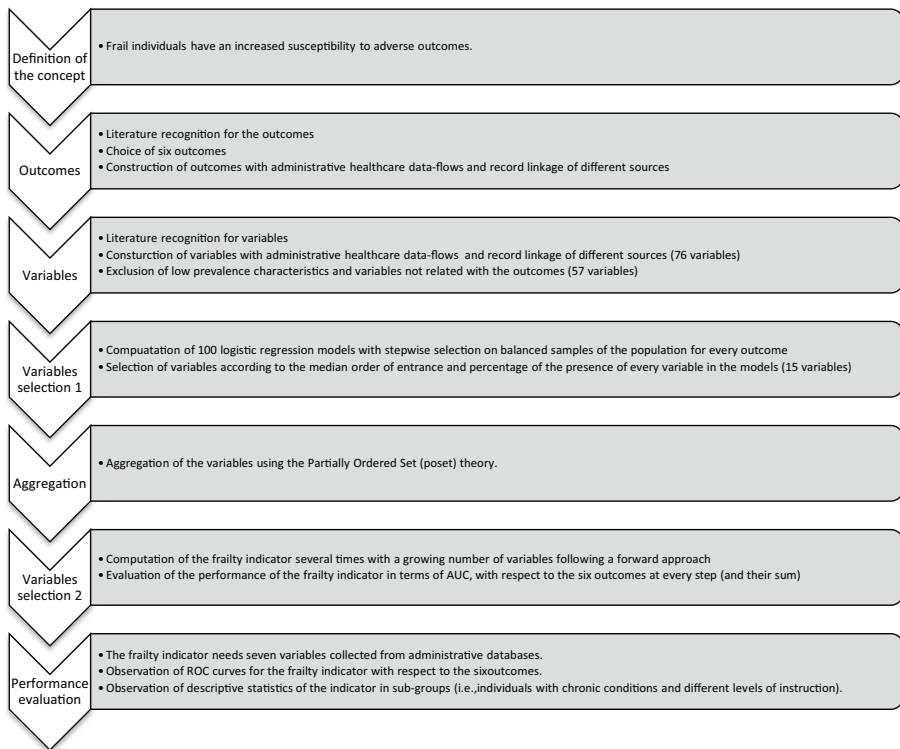 Definition of
the concept
• Frail individuals have an increased susceptibility to adverse outcomes.
Outcomes
• Literature recognition for the outcomes
• Choice of six outcomes
• Construction of outcomes with administrative healthcare data-flows and record linkage of different sources
Variables
• Literature recognition for variables
• Consturction of variables with administrative healthcare data-flows and record linkage of different sources (76 variables)
• Exclusion of low prevalence characteristics and variables not related with the outcomes (57 variables)
Variables
selection 1
• Compuatation of 100 logistic regression models with stepwise selection on balanced samples of the population for every outcome
• Selection of variables according to the median order of entrance and percentage of the presence of every variable in the models (15 variables)
Aggregation
• Aggregation of the variables using the Partially Ordered Set (poset) theory.
Variables
selection 2
• Computation of the frailty indicator several times with a growing number of variables following a forward approach
• Evaluation of the performance of the frailty indicator in terms of AUC, with respect to the six outcomes at every step (and their sum)
Performance
evaluation
• The frailty indicator needs seven variables collected from administrative databases.
• Observation of ROC curves for the frailty indicator with respect to the sixoutcomes.
• Observation of descriptive statistics of the indicator in sub-groups (i.e.,individuals with chronic conditions and different levels of instruction).